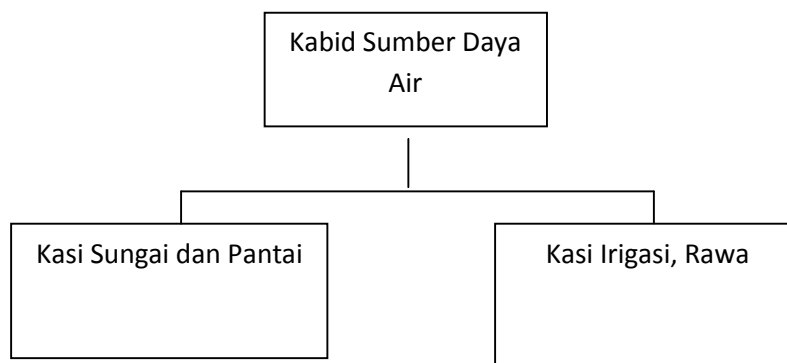 Kabid Sumber Daya
Air
Kasi Sungai dan Pantai
Kasi Irigasi, Rawa